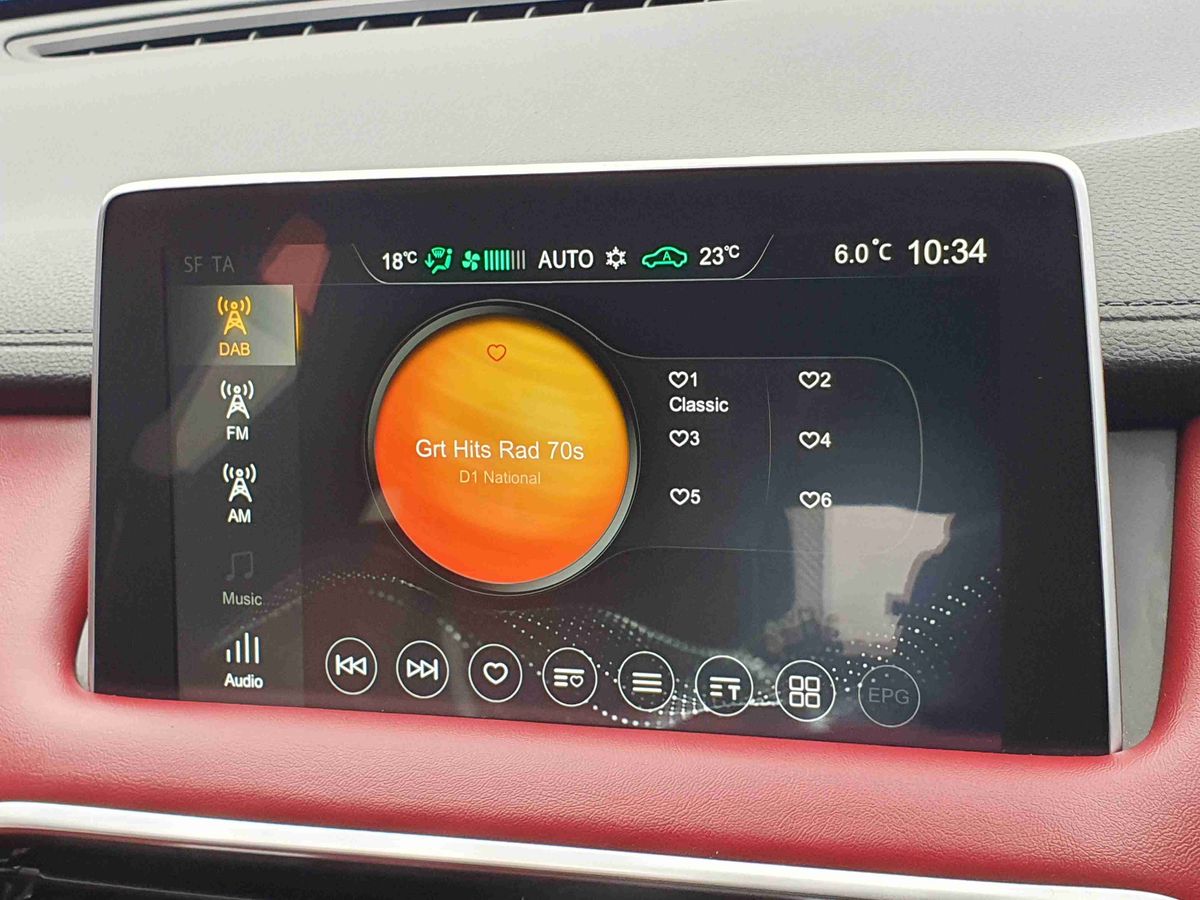 SF TA
18°C AUTO A 23°C
6.0°C 10:34
DAB
FM
AM
Music
Audio
Grt Hits Rad 70s
D1 National
1
Classic
2
3
4
5
6
T
EPG